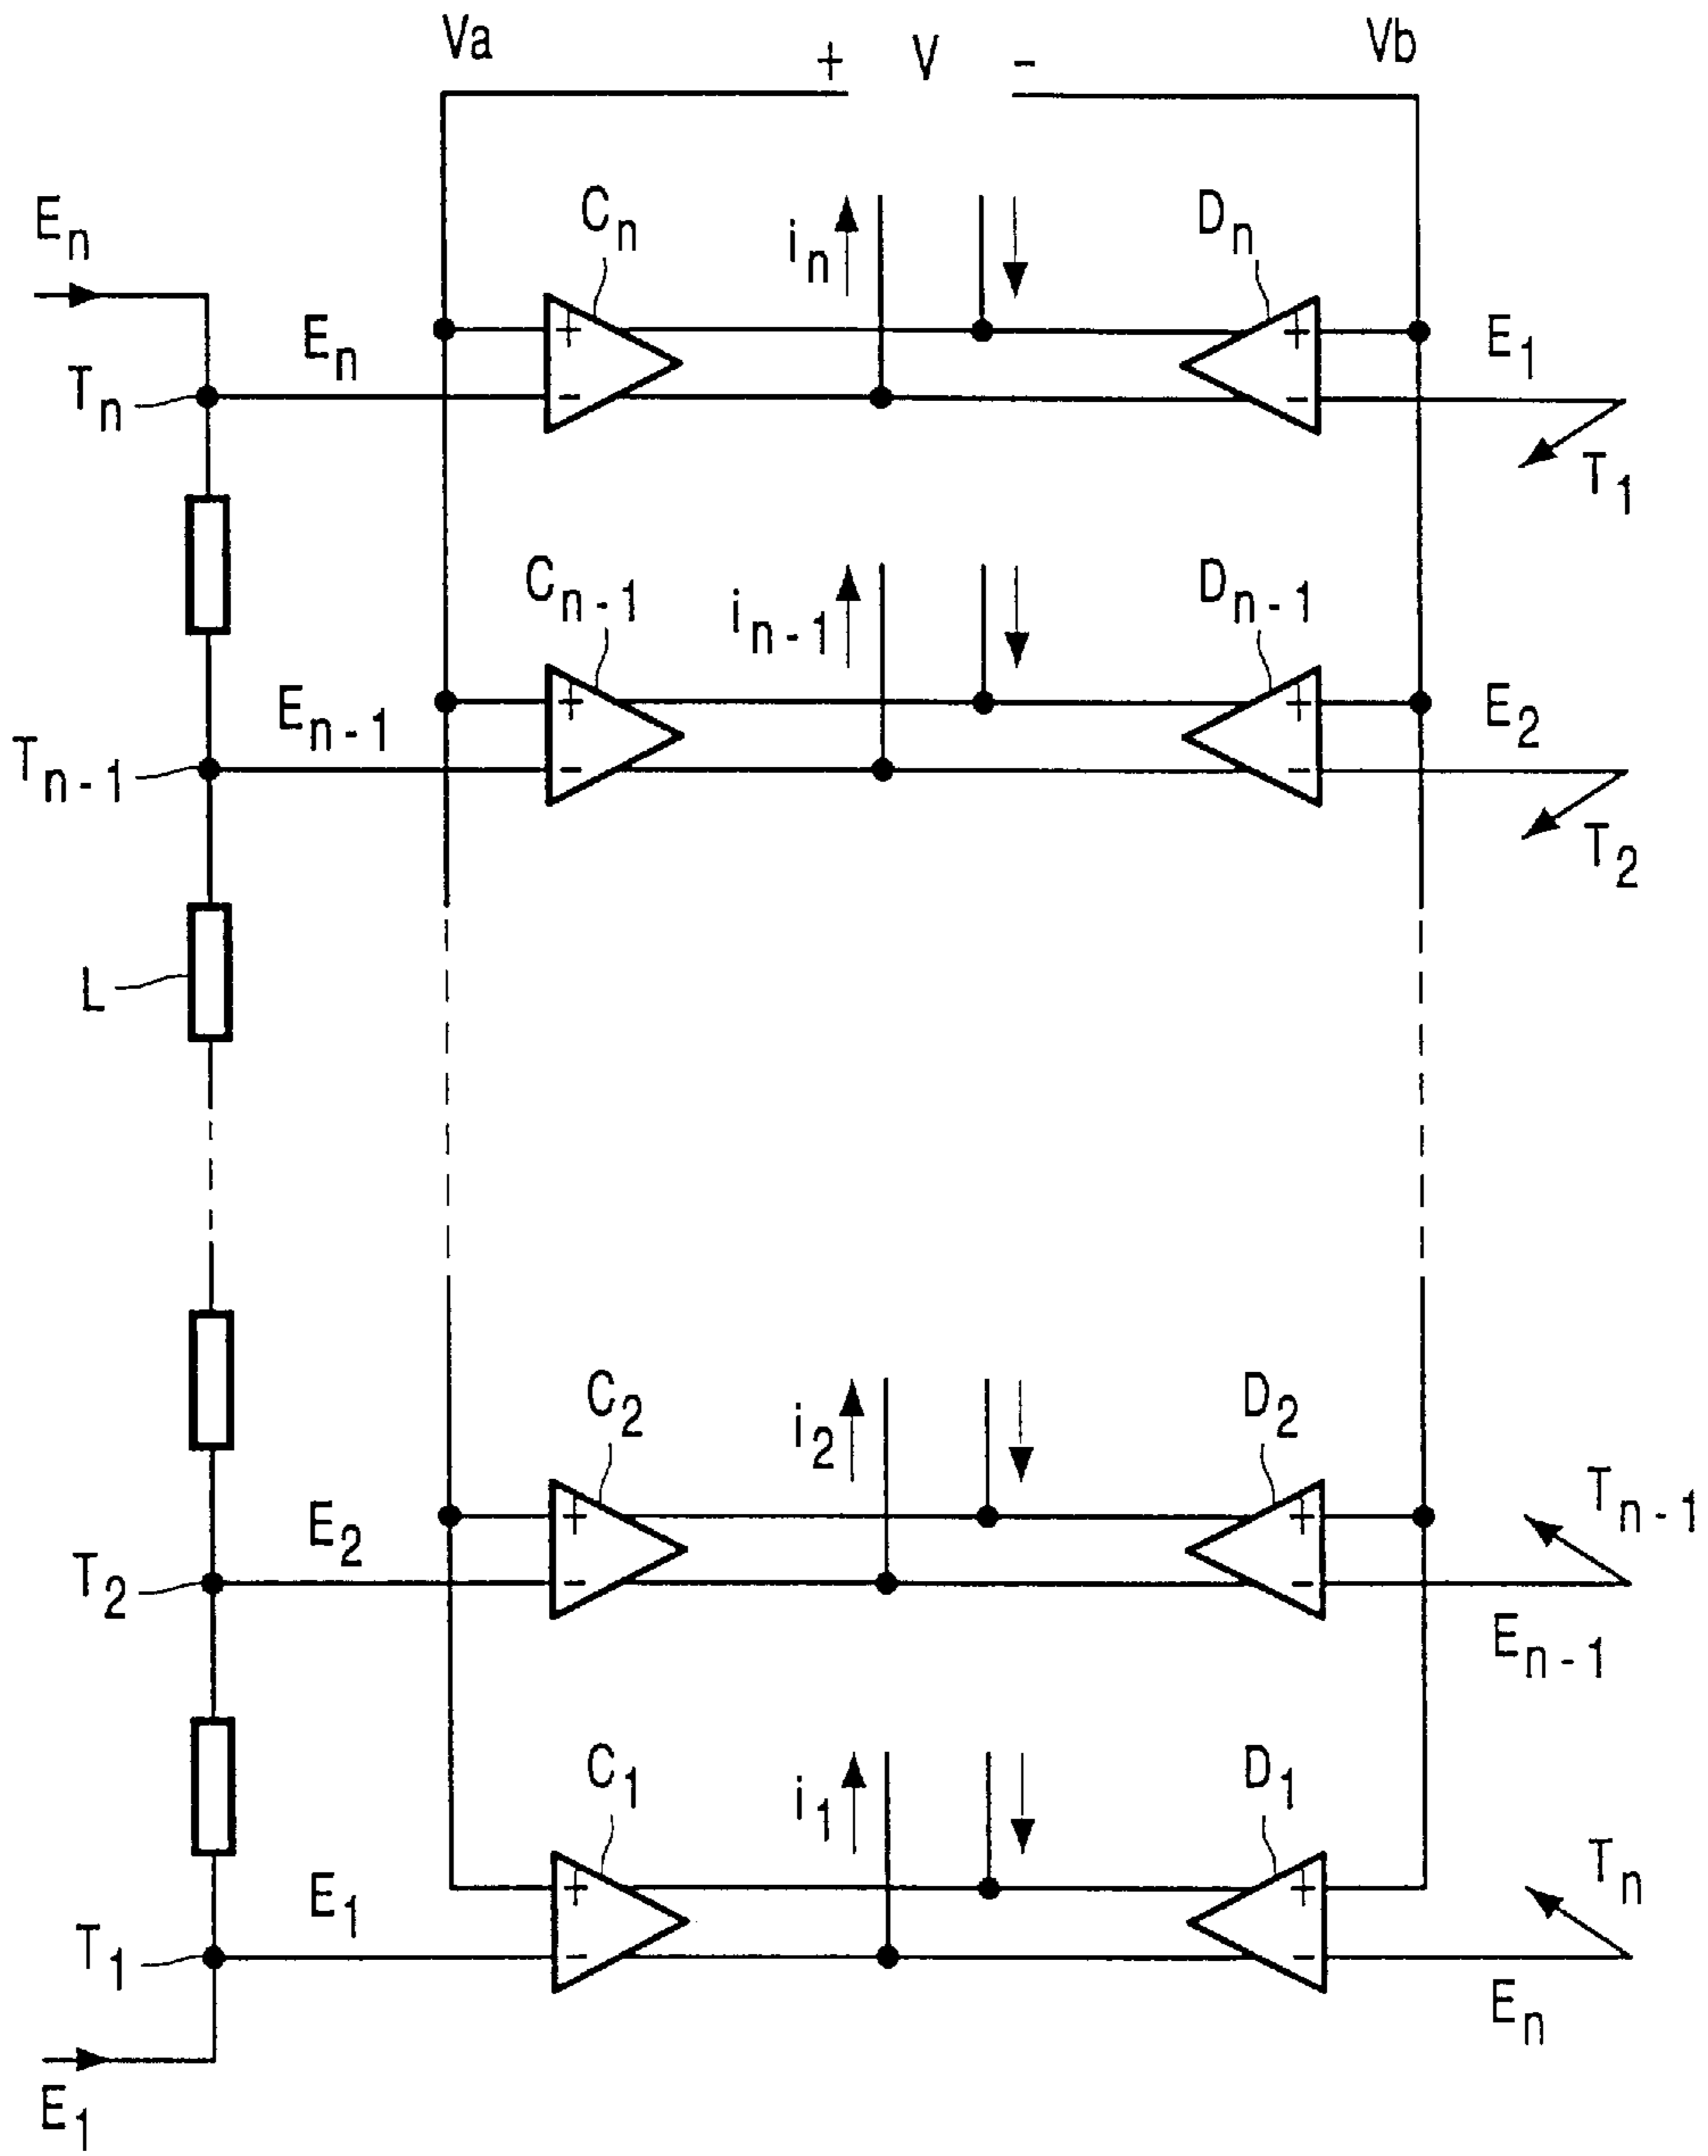 Va + V - Vb
Eₙ Cₙ iₙ Dₙ
Tₙ Eₙ + - + - E₁
T₁
Cₙ₋₁ iₙ₋₁ Dₙ₋₁
Tₙ₋₁ Eₙ₋₁ + - + - E₂
T₂
L
C₂ i₂ D₂
T₂ E₂ + - + - Tₙ₋₁
Eₙ₋₁
C₁ i₁ D₁
T₁ E₁ + - + - Tₙ
Eₙ
E₁